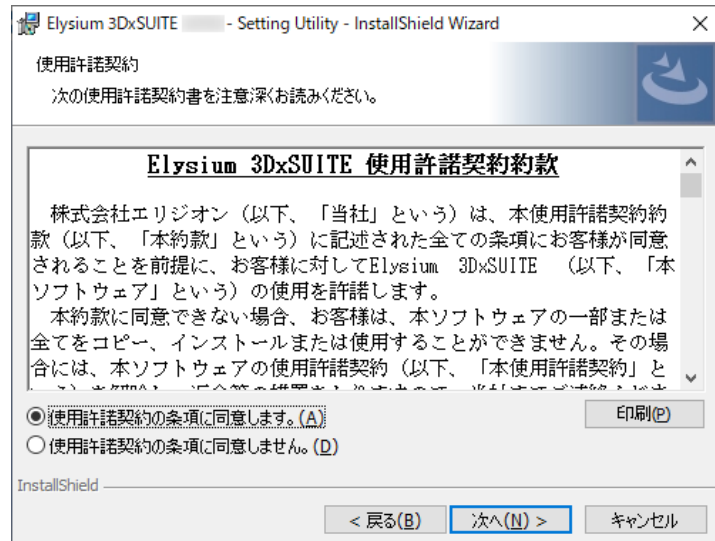 Elysium 3DxSUITE - Setting Utility - InstallShield Wizard
使用許諾契約
次の使用許諾契約書を注意深くお読みください。
Elysium 3DxSUITE 使用許諾契約約款
株式会社エリジオン（以下、「当社」という）は、本使用許諾契約約
款（以下、「本約款」という）に記述された全ての条項にお客様が同意
されることを前提に、お客様に対してElysium 3DxSUITE （以下、「本
ソフトウェア」という）の使用を許諾します。
本約款に同意できない場合、お客様は、本ソフトウェアの一部または
全てをコピー、インストールまたは使用することができません。その場
合には、本ソフトウェアの使用許諾契約（以下、「本使用許諾契約」と
使用許諾契約の条項に同意します。(A)
印刷(P)
使用許諾契約の条項に同意しません。(D)
InstallShield
< 戻る(B)
次へ(N) >
キャンセル